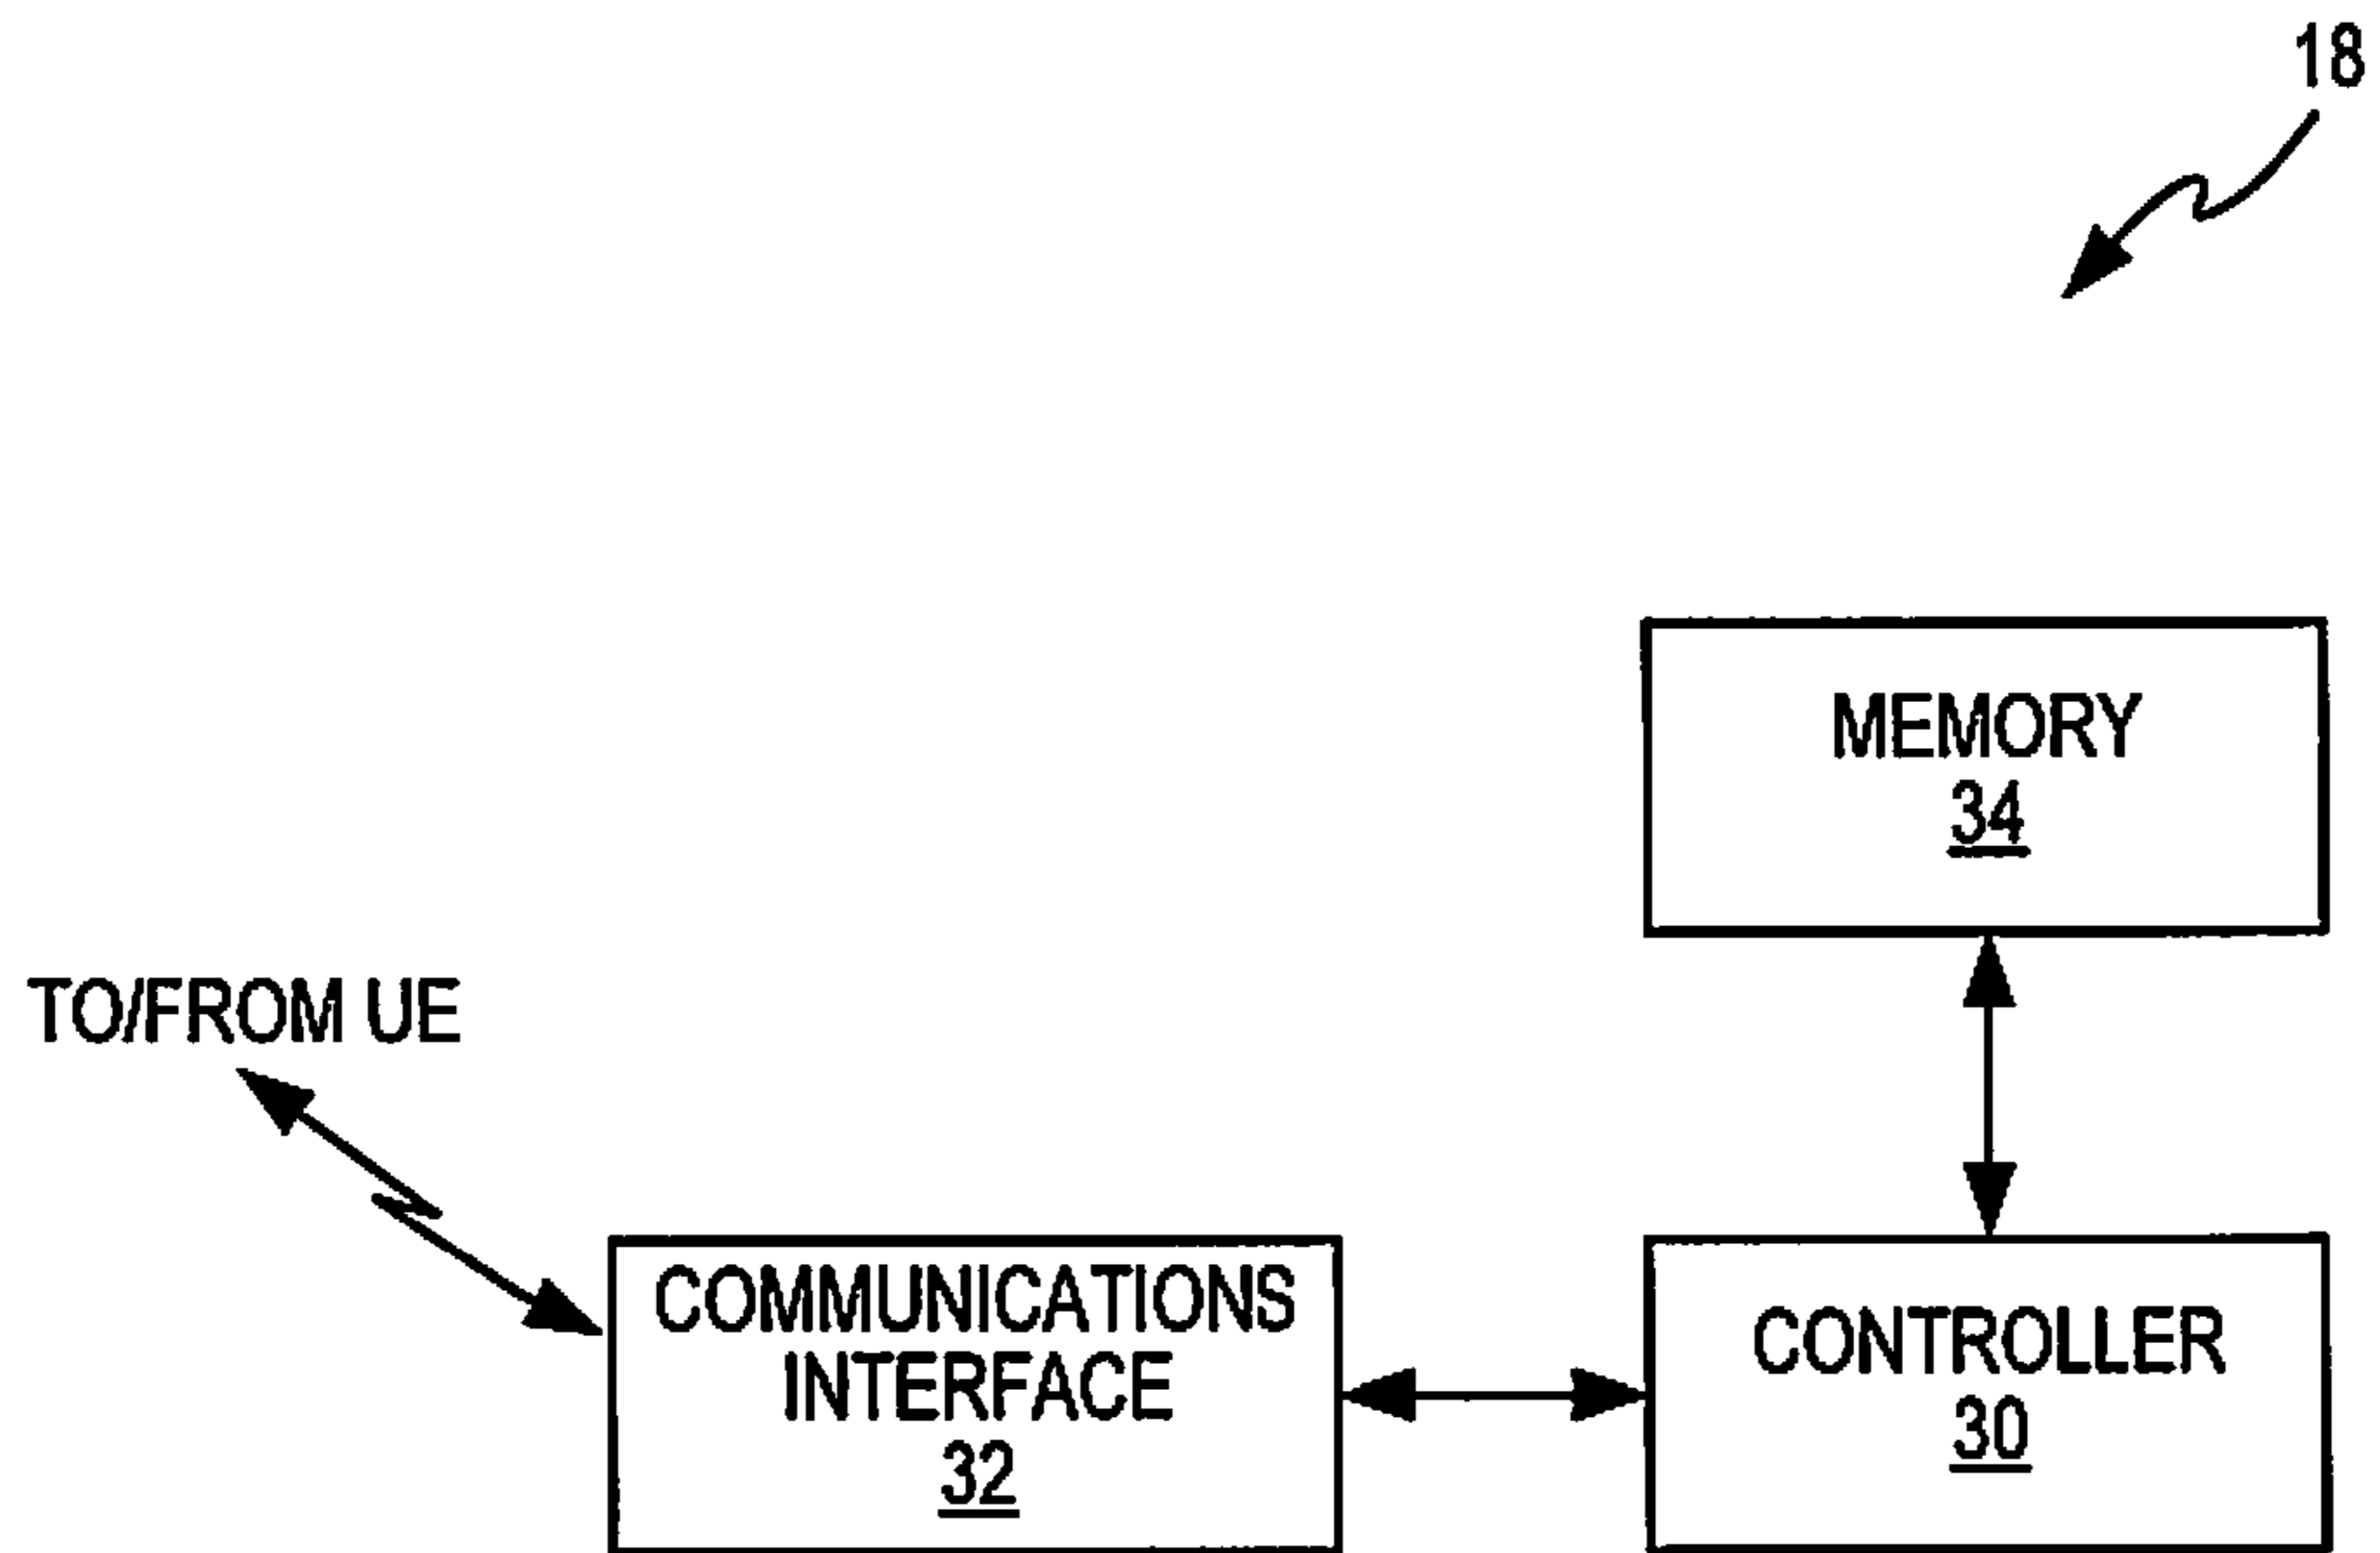 18
MEMORY
34
TO/FROM UE
COMMUNICATIONS
INTERFACE
32
CONTROLLER
30